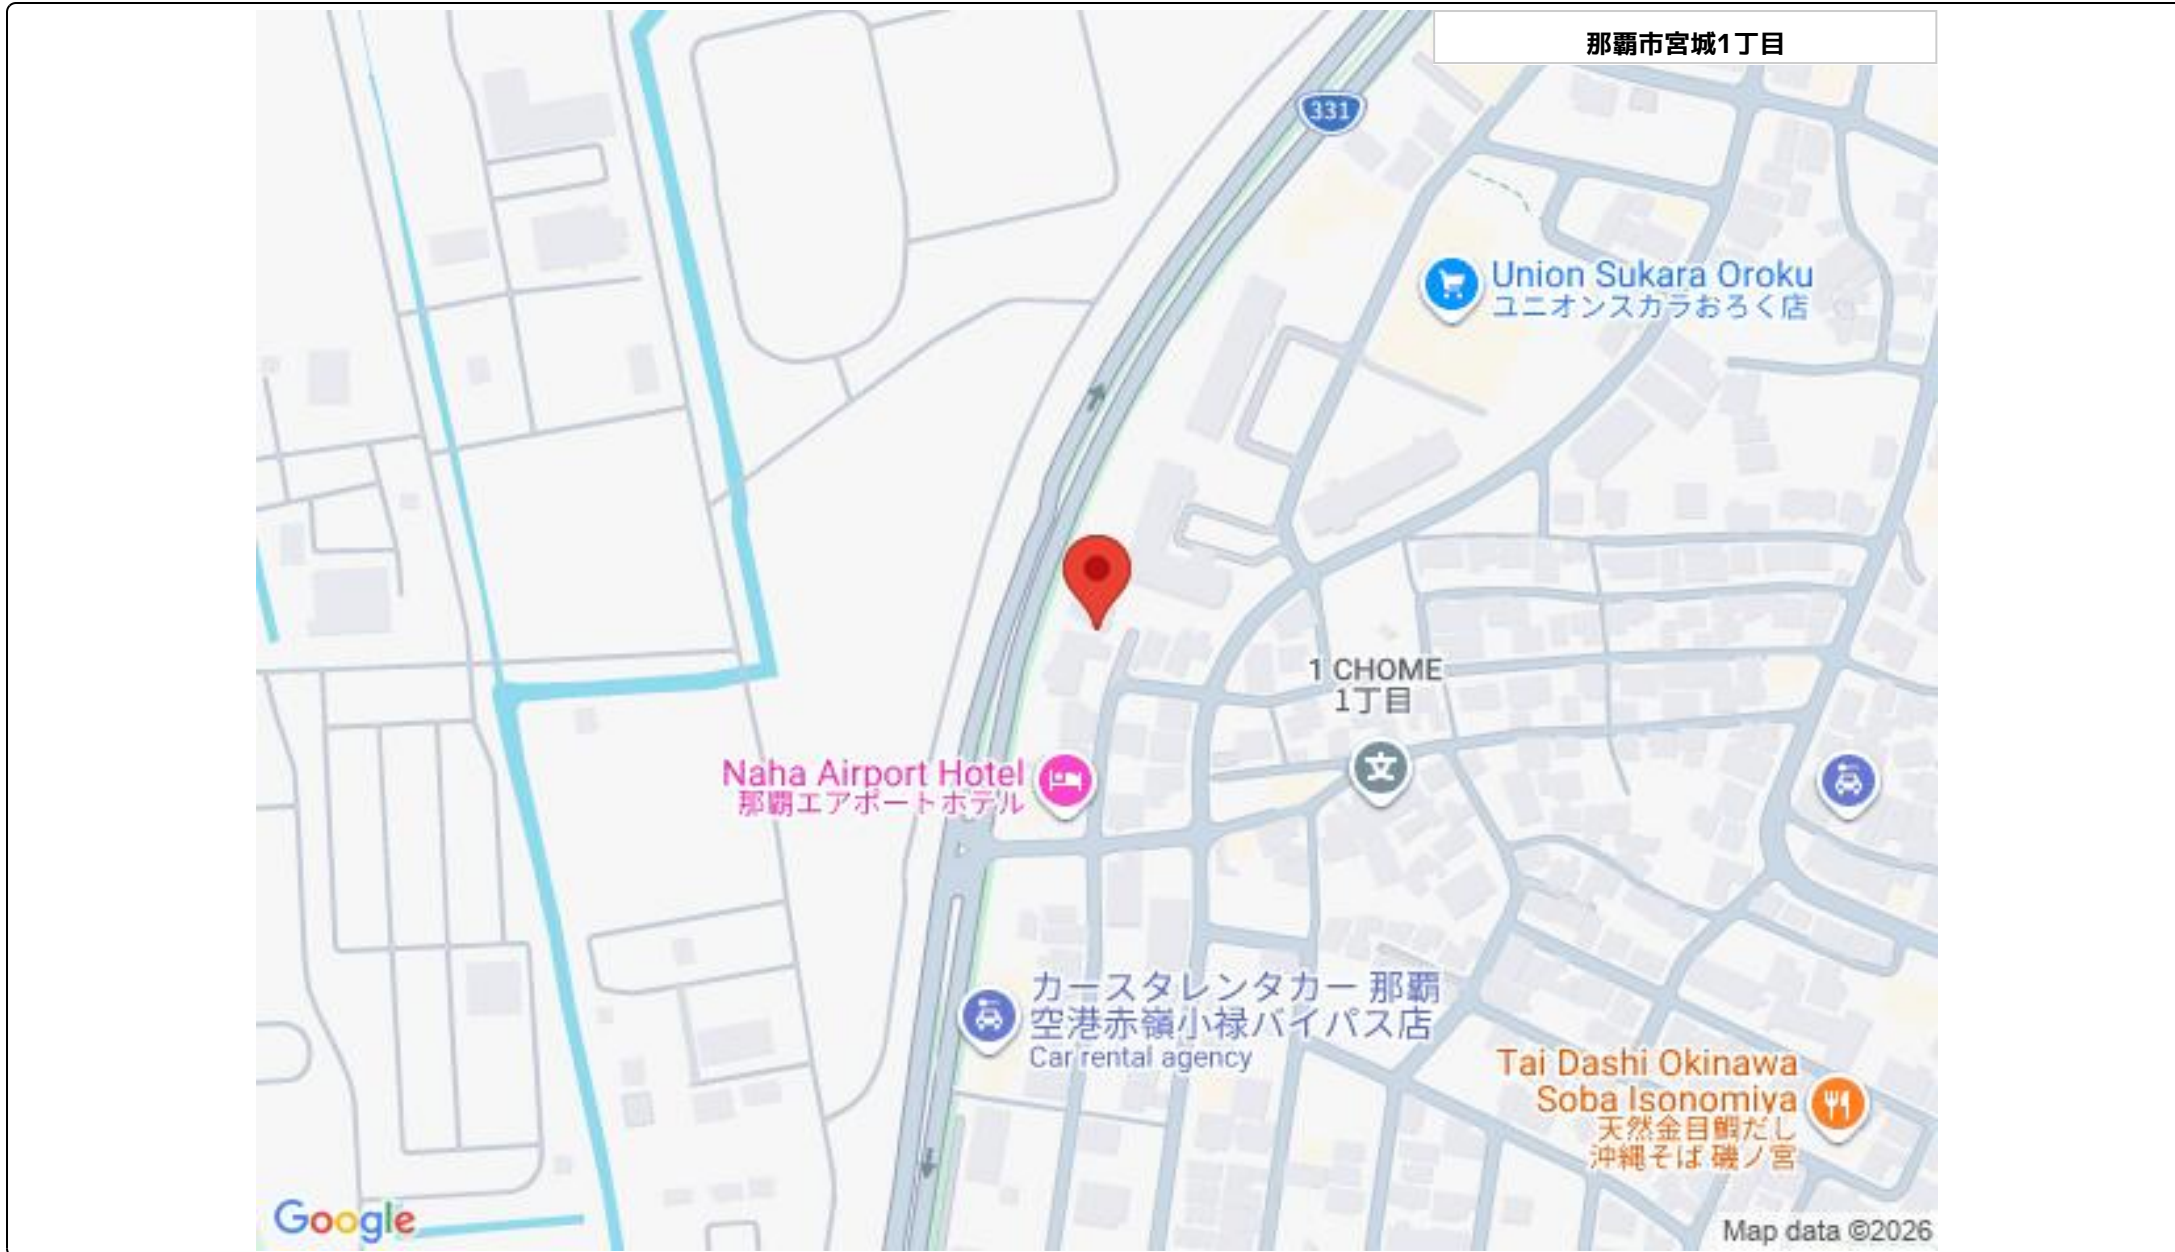 那覇市宮城1丁目
331
Union Sukara Oroku
ユニオンスカラおろく店
1 CHOME
1丁目
文
Naha Airport Hotel
那覇エアポートホテル
カースタレンタカー 那覇
空港赤嶺小禄バイパス店
Car rental agency
Tai Dashi Okinawa
Soba Isonomiya
天然金目鯛だし
沖縄そば 磯ノ宮
Google
Map data ©2026